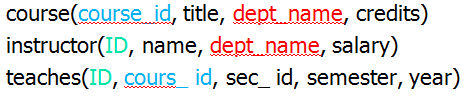 course(course_id, title, dept_name, credits)
instructor(ID, name, dept_name, salary)
teaches(ID, cours_ id, sec_ id, semester, year)